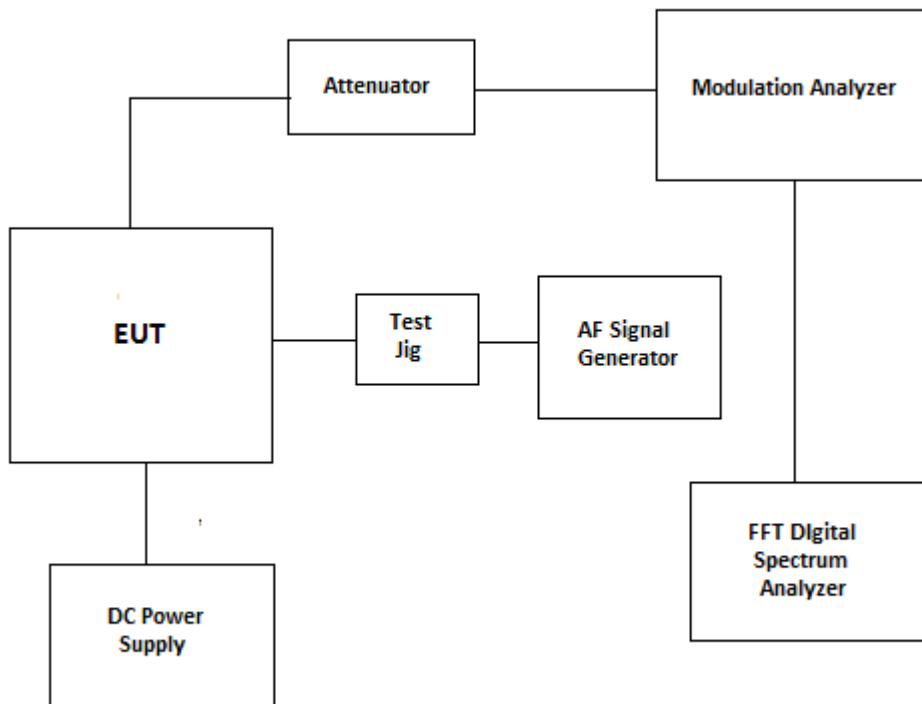 Attenuator
Modulation Analyzer
EUT
Test
Jig
AF Signal
Generator
FFT DIgital
Spectrum
Analyzer
DC Power
Supply